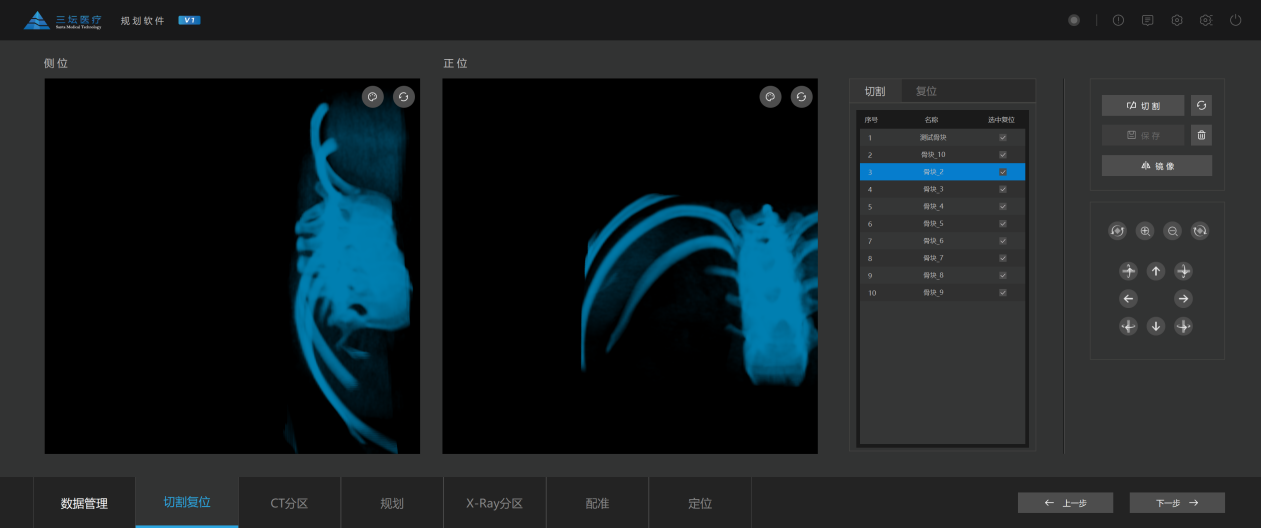 三坛医疗
Santan Medical Technology
规划软件
V1
侧位
正位
切割 复位
序号 名称 选中复位
1 测试骨块
2 骨块_10
3 骨块_2
4 骨块_3
5 骨块_4
6 骨块_5
7 骨块_6
8 骨块_7
9 骨块_8
10 骨块_9
切割
保存
镜像
数据管理 切割复位 CT分区 规划 X-Ray分区 配准 定位
上一步 下一步